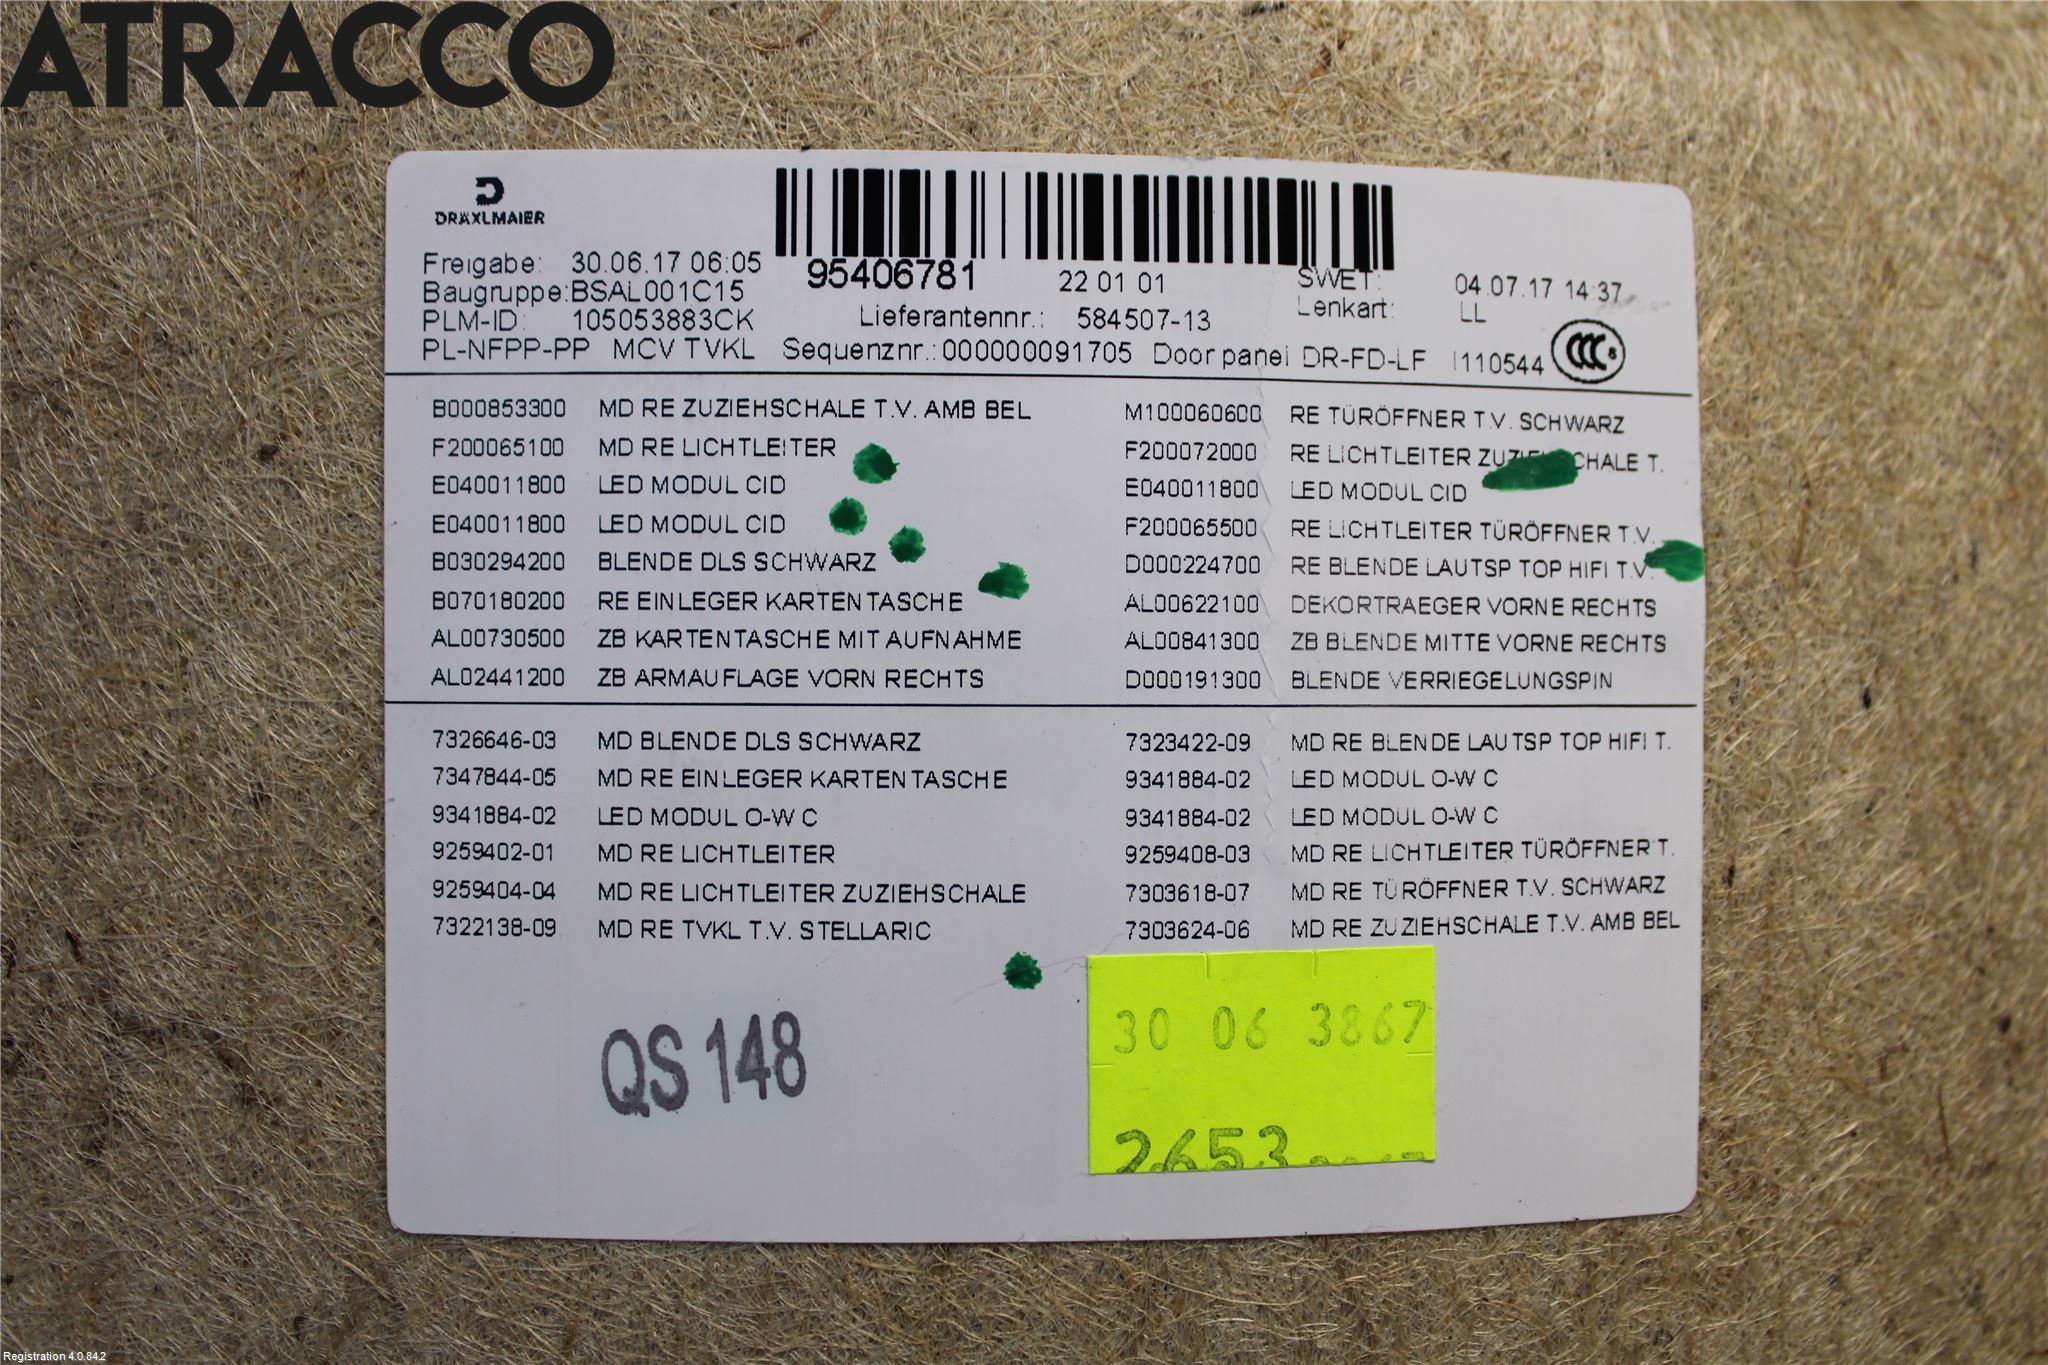 ATRACCO
DRÄXLMAIER
Freigabe: 30.06.17 06:05
Baugruppe:BSAL001C15
PLM-ID: 105053883CK
PL-NFPP-PP MCV TVKL
95406781 22 01 01
Lieferantennr.: 584507-13
Sequenznr.:000000091705 Door panel DR-FD-LF I110544
SWET: 04.07.17 14:37
Lenkart: LL
CCC S
B000853300 MD RE ZUZIEHSCHALE T.V. AMB BEL
F200065100 MD RE LICHTLEITER
E040011800 LED MODUL CID
E040011800 LED MODUL CID
B030294200 BLENDE DLS SCHWARZ
B070180200 RE EINLEGER KARTENTASCHE
AL00730500 ZB KARTENTASCHE MIT AUFNAHME
AL02441200 ZB ARMAUFLAGE VORN RECHTS
M100060600 RE TÜRÖFFNER T.V. SCHWARZ
F200072000 RE LICHTLEITER ZUZIEHSCHALE T.
E040011800 LED MODUL CID
F200065500 RE LICHTLEITER TÜRÖFFNER T.V.
D000224700 RE BLENDE LAUTSP TOP HIFI T.V.
AL00622100 DEKORTRAEGER VORNE RECHTS
AL00841300 ZB BLENDE MITTE VORNE RECHTS
D000191300 BLENDE VERRIEGELUNGSPIN
7326646-03 MD BLENDE DLS SCHWARZ
7347844-05 MD RE EINLEGER KARTENTASCHE
9341884-02 LED MODUL O-W C
9259402-01 MD RE LICHTLEITER
9259404-04 MD RE LICHTLEITER ZUZIEHSCHALE
7322138-09 MD RE TVKL T.V. STELLARIC
7323422-09 MD RE BLENDE LAUTSP TOP HIFI T.
9341884-02 LED MODUL O-W C
9341884-02 LED MODUL O-W C
9259408-03 MD RE LICHTLEITER TÜRÖFFNER T.
7303618-07 MD RE TÜRÖFFNER T.V. SCHWARZ
7303624-06 MD RE ZUZIEHSCHALE T.V. AMB BEL
QS 148
30 06 3867
2653
Registration 4.0.84.2